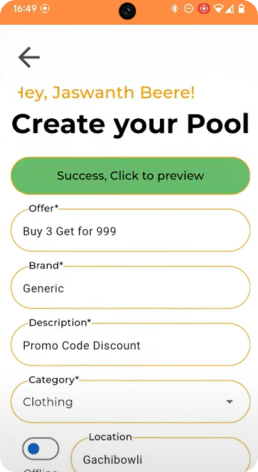 16:49
Hey, Jaswanth Beere!
Create your Pool
Success, Click to preview
Offer*
Buy 3 Get for 999
Brand*
Generic
Description*
Promo Code Discount
Category*
Clothing
Location
Gachibowli
Offline